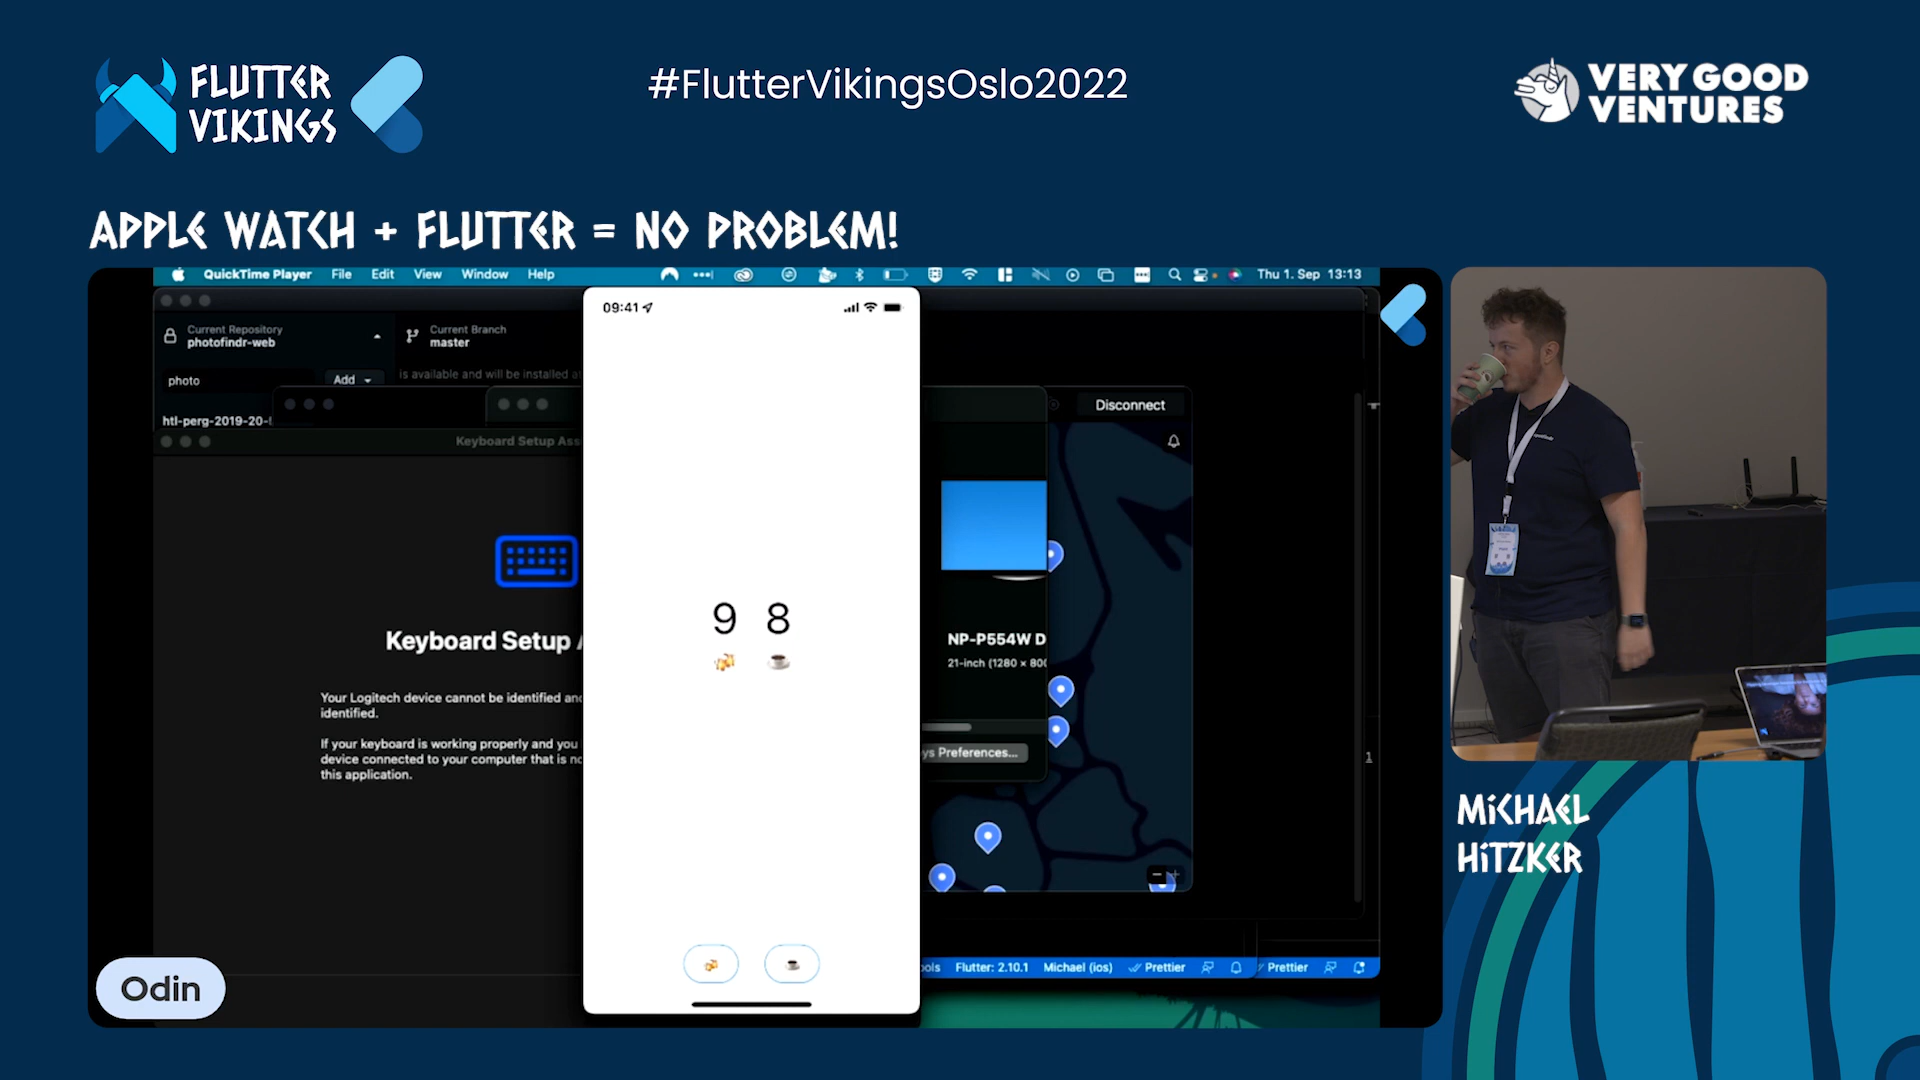 FLUTTER
VIKINGS
#FlutterVikingsOslo2022
VERY GOOD
VENTURES
APPLE WATCH + FLUTTER = NO PROBLEM!
QuickTime Player File Edit View Window Help
Thu 1. Sep 13:13
Current Repository
photofindr-web
Current Branch
master
photo
Add
is available and will be installed
htl-perg-2019-20-
Keyboard Setup Ass
Keyboard Setup
Your Logitech device cannot be identified and
identified.
If your keyboard is working properly and you
device connected to your computer that is
this application.
09:41
9 8
Disconnect
NP-P554W D
21-inch (1280 × 800
ys Preferences...
1
ols Flutter: 2.10.1 Michael (ios) Prettier
Prettier
Odin
MICHAEL
HITZKER